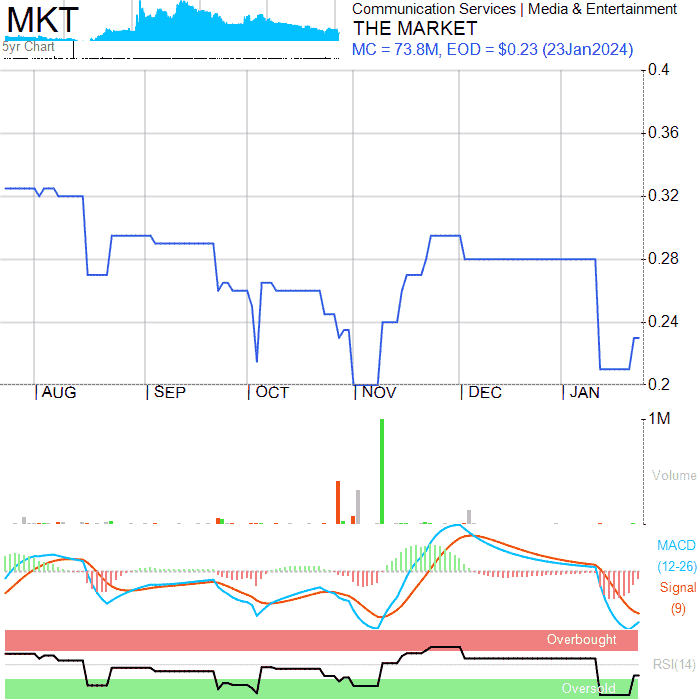 MKT
5yr Chart
Communication Services | Media & Entertainment
THE MARKET
MC = 73.8M, EOD = $0.23 (23Jan2024)
0.4
0.36
0.32
0.28
0.24
0.2
AUG SEP OCT NOV DEC JAN
1M
Volume
MACD
(12-26)
Signal
(9)
Overbought
RSI(14)
Oversold